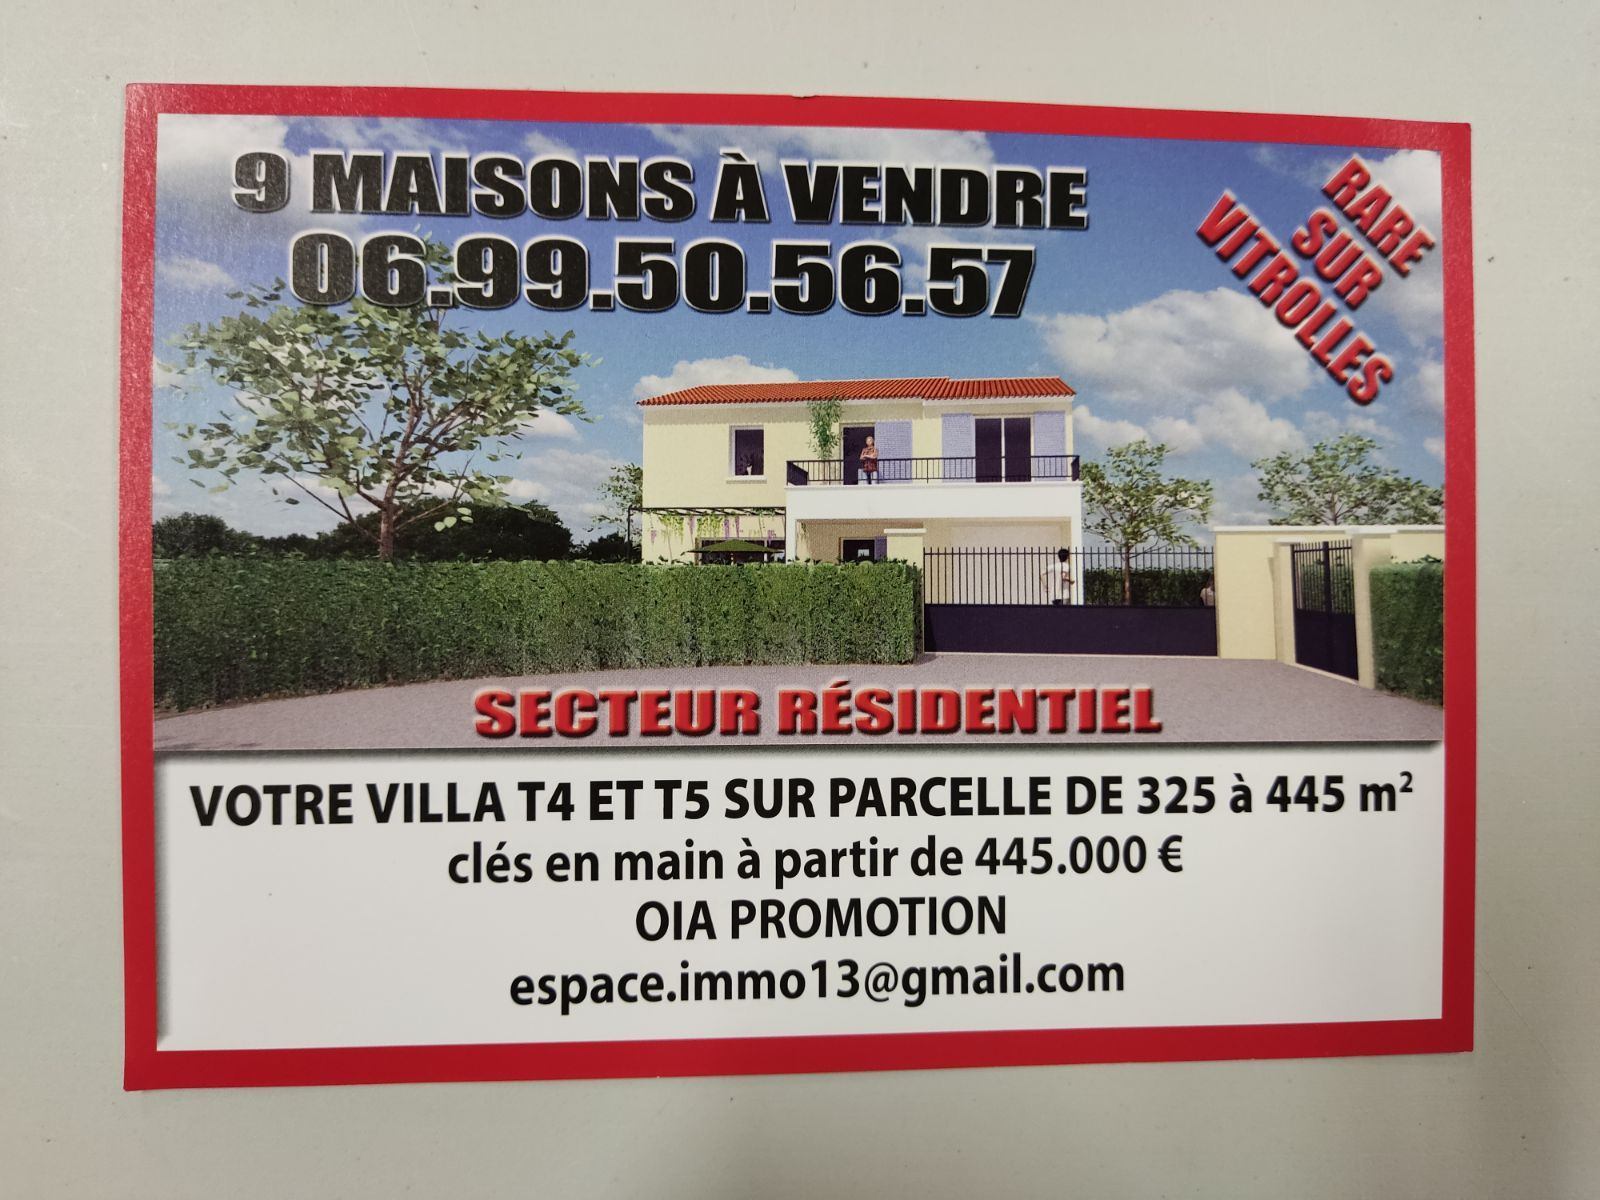 9 MAISONS À VENDRE
06.99.50.56.57
RARE
SUR
VITROLLES
SECTEUR RÉSIDENTIEL
VOTRE VILLA T4 ET T5 SUR PARCELLE DE 325 à 445 m²
clés en main à partir de 445.000 €
OIA PROMOTION
espace.immo13@gmail.com